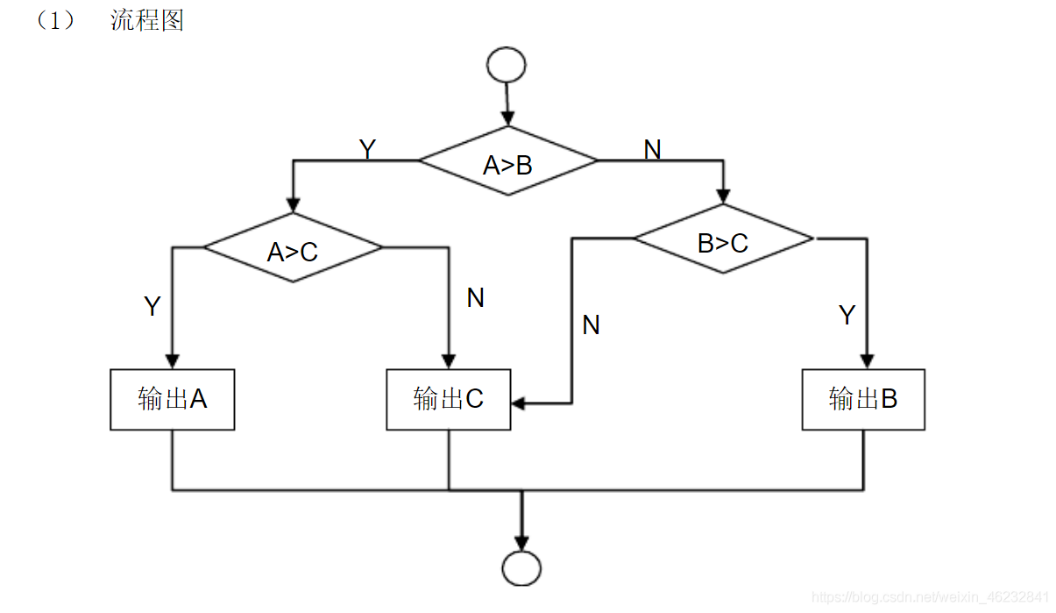 （1） 流程图
A>B
Y
N
A>C
B>C
Y
N
N
Y
输出A
输出C
输出B
https://blog.csdn.net/weixin_46232841